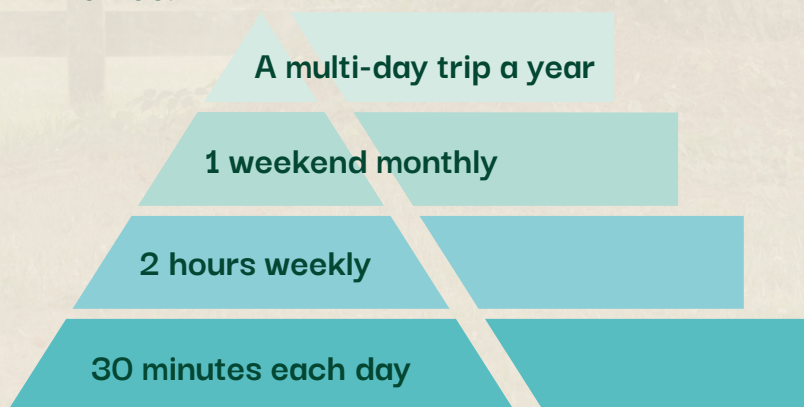 A multi-day trip a year
1 weekend monthly
2 hours weekly
30 minutes each day